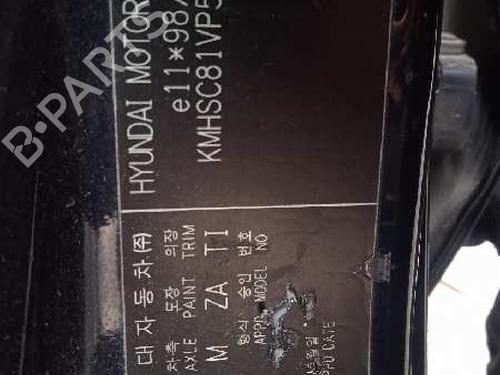 HYUNDAI MOTOR
e11*98/
KMHSC81VP5
대자동차(주)
차축 도장 의장
AXLE PAINT TRIM
M ZA TI
형식 승인 번호
MODEL NO
B-PARTS